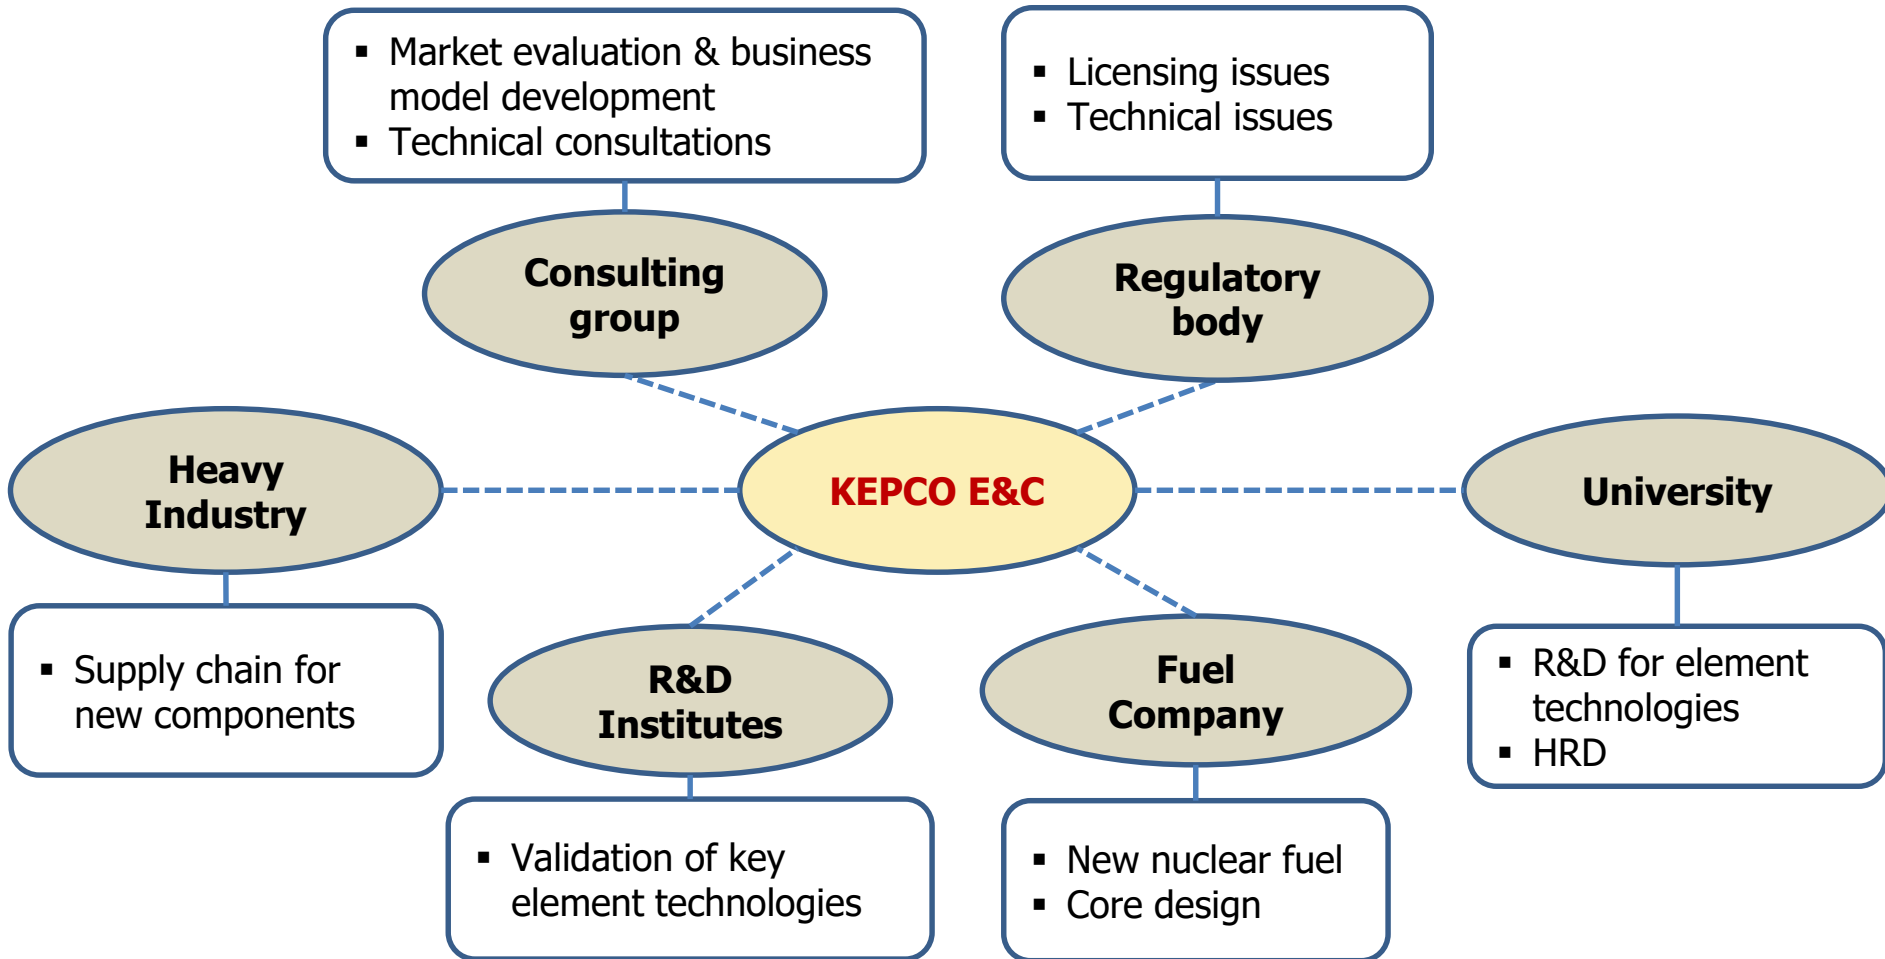 ▪ Market evaluation & business
model development
▪ Technical consultations
▪ Licensing issues
▪ Technical issues
Consulting
group
Regulatory
body
Heavy
Industry
KEPCO E&C
University
▪ Supply chain for
new components
R&D
Institutes
Fuel
Company
▪ R&D for element
technologies
▪ HRD
▪ Validation of key
element technologies
▪ New nuclear fuel
▪ Core design